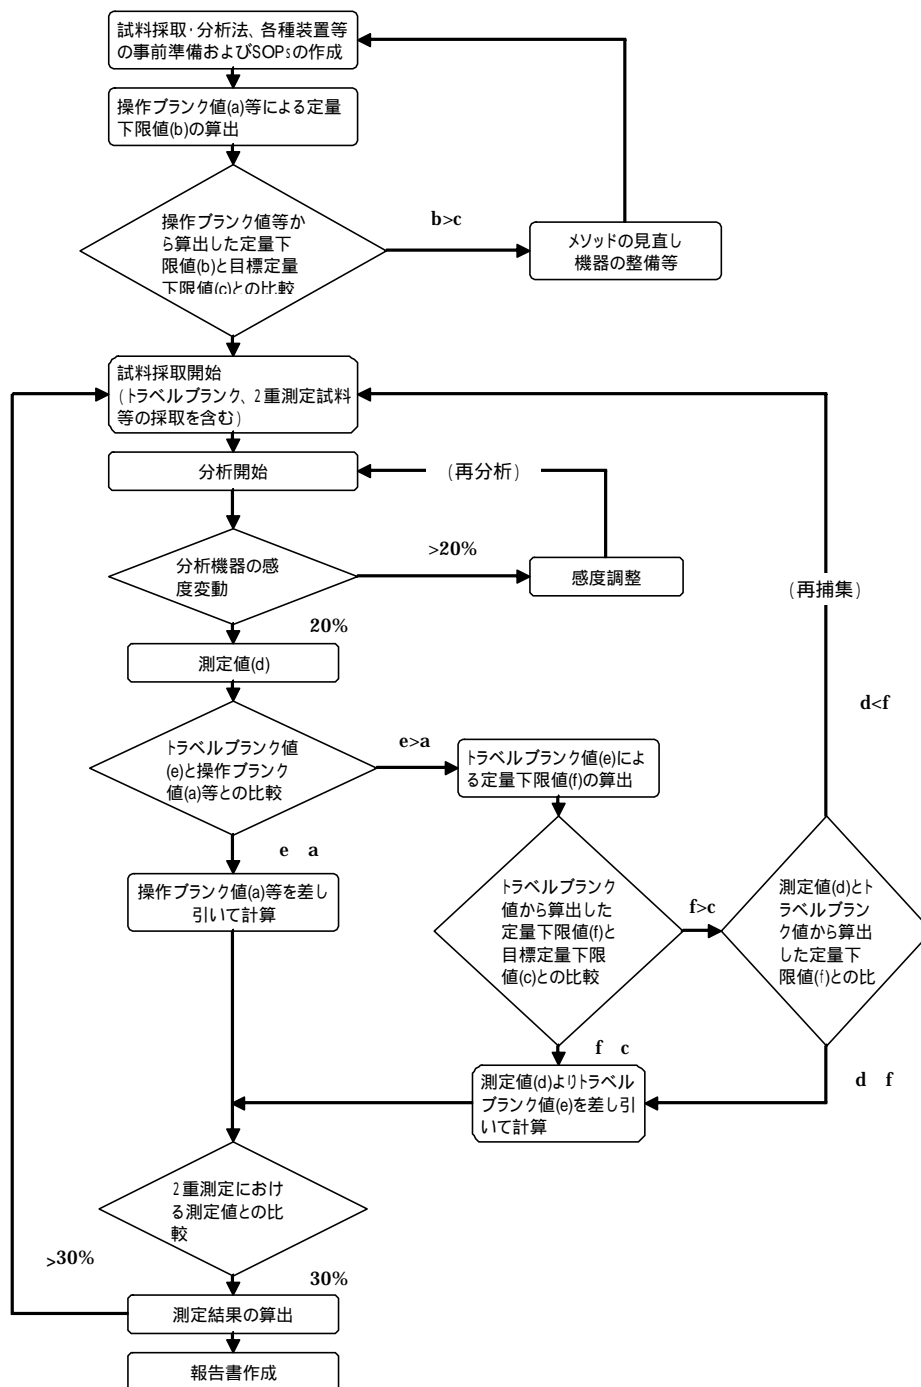 試料採取･分析法、各種装置等
の事前準備およびSOPsの作成
操作ブランク値(a)等による定量
下限値(b)の算出
操作ブランク値等か
ら算出した定量下
限値(b)と目標定量
下限値(c)との比較
b>c
メソッドの見直し
機器の整備等
試料採取開始
(トラベルブランク、2重測定試料
等の採取を含む)
分析開始
(再分析)
分析機器の感
度変動
>20%
感度調整
(再捕集)
20%
測定値(d)
d<f
トラベルブランク値
(e)と操作ブランク
値(a)等との比較
e>a
トラベルブランク値(e)によ
る定量下限値(f)の算出
e a
操作ブランク値(a)等を差し
引いて計算
トラベルブランク
値から算出した
定量下限値(f)と
目標定量下限
値(c)との比較
f>c
測定値(d)とト
ラベルブラン
ク値から算出
した定量下
限値(f)との比
f c
d f
測定値(d)よりトラベル
ブランク値(e)を差し引
いて計算
2重測定におけ
る測定値との比
較
>30%
30%
測定結果の算出
報告書作成